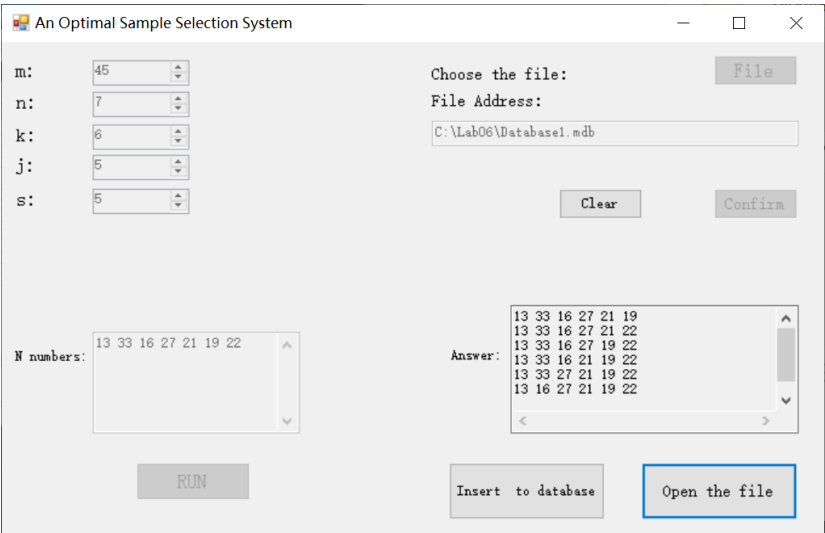 An Optimal Sample Selection System
m: 45
n: 7
k: 6
j: 5
s: 5
Choose the file: File
File Address:
C:\Lab06\Database1.mdb
Clear Confirm
N numbers: 13 33 16 27 21 19 22
Answer:
13 33 16 27 21 19
13 33 16 27 21 22
13 33 16 27 19 22
13 33 16 21 19 22
13 33 27 21 19 22
13 16 27 21 19 22
RUN
Insert to database
Open the file